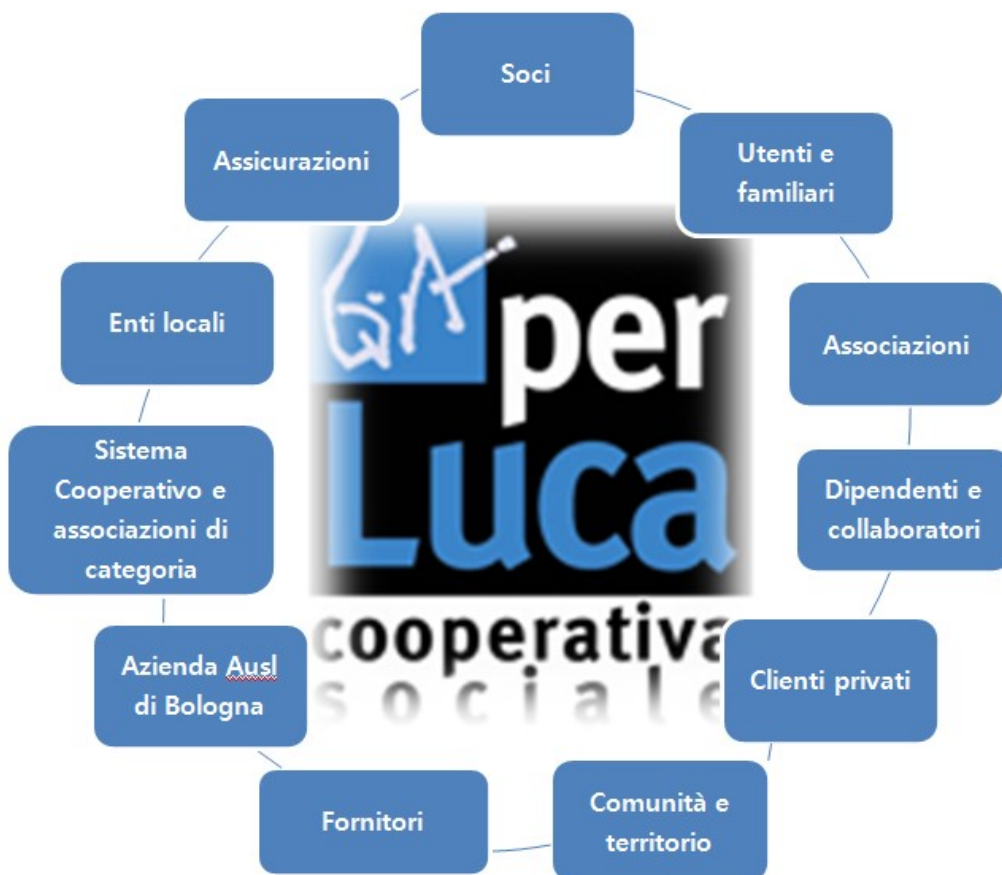 Soci
Utenti e
familiari
Associazioni
Dipendenti e
collaboratori
Clienti privati
Comunità e
territorio
Fornitori
Azienda Ausl
di Bologna
Sistema
Cooperativo e
associazioni di
categoria
Enti locali
Assicurazioni
per
Luca
cooperativa
sociale